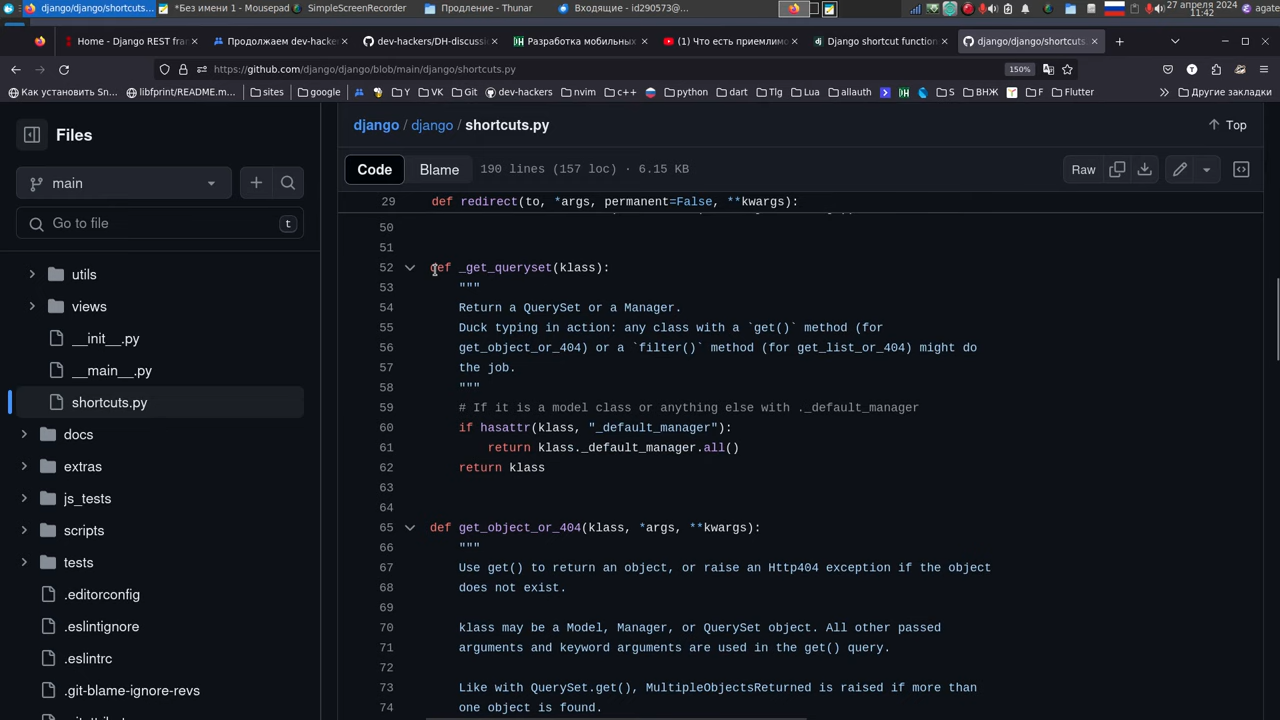 django/django/shortcuts...
*Без имени 1 - Mousepad
SimpleScreenRecorder
Продление - Thunar
Входящие - id290573@...
27 апреля 2024
11:42
agate
Home - Django REST fra
Продолжаем dev-hacke
dev-hackers/DH-discussi
Разработка мобильных
(1) Что есть приемлимо
Django shortcut function
django/django/shortcuts
https://github.com/django/django/blob/main/django/shortcuts.py
150%
Как установить Sn...
libfprint/README.m...
sites
google
Y
VK
Git
dev-hackers
nvim
c++
python
dart
Tlg
Lua
allauth
S
ВНЖ
F
Flutter
Другие закладки
Files
django / django / shortcuts.py
Top
main
Code
Blame
190 lines (157 loc) · 6.15 KB
Raw
Go to file
t
utils
views
__init__.py
__main__.py
shortcuts.py
docs
extras
js_tests
scripts
tests
.editorconfig
.eslintignore
.eslintrc
.git-blame-ignore-revs
29 def redirect(to, *args, permanent=False, **kwargs):
50
51
52 def _get_queryset(klass):
53 """
54 Return a QuerySet or a Manager.
55 Duck typing in action: any class with a `get()` method (for
56 get_object_or_404) or a `filter()` method (for get_list_or_404) might do
57 the job.
58 """
59 # If it is a model class or anything else with ._default_manager
60 if hasattr(klass, "_default_manager"):
61 return klass._default_manager.all()
62 return klass
63
64
65 def get_object_or_404(klass, *args, **kwargs):
66 """
67 Use get() to return an object, or raise an Http404 exception if the object
68 does not exist.
69
70 klass may be a Model, Manager, or QuerySet object. All other passed
71 arguments and keyword arguments are used in the get() query.
72
73 Like with QuerySet.get(), MultipleObjectsReturned is raised if more than
74 one object is found.